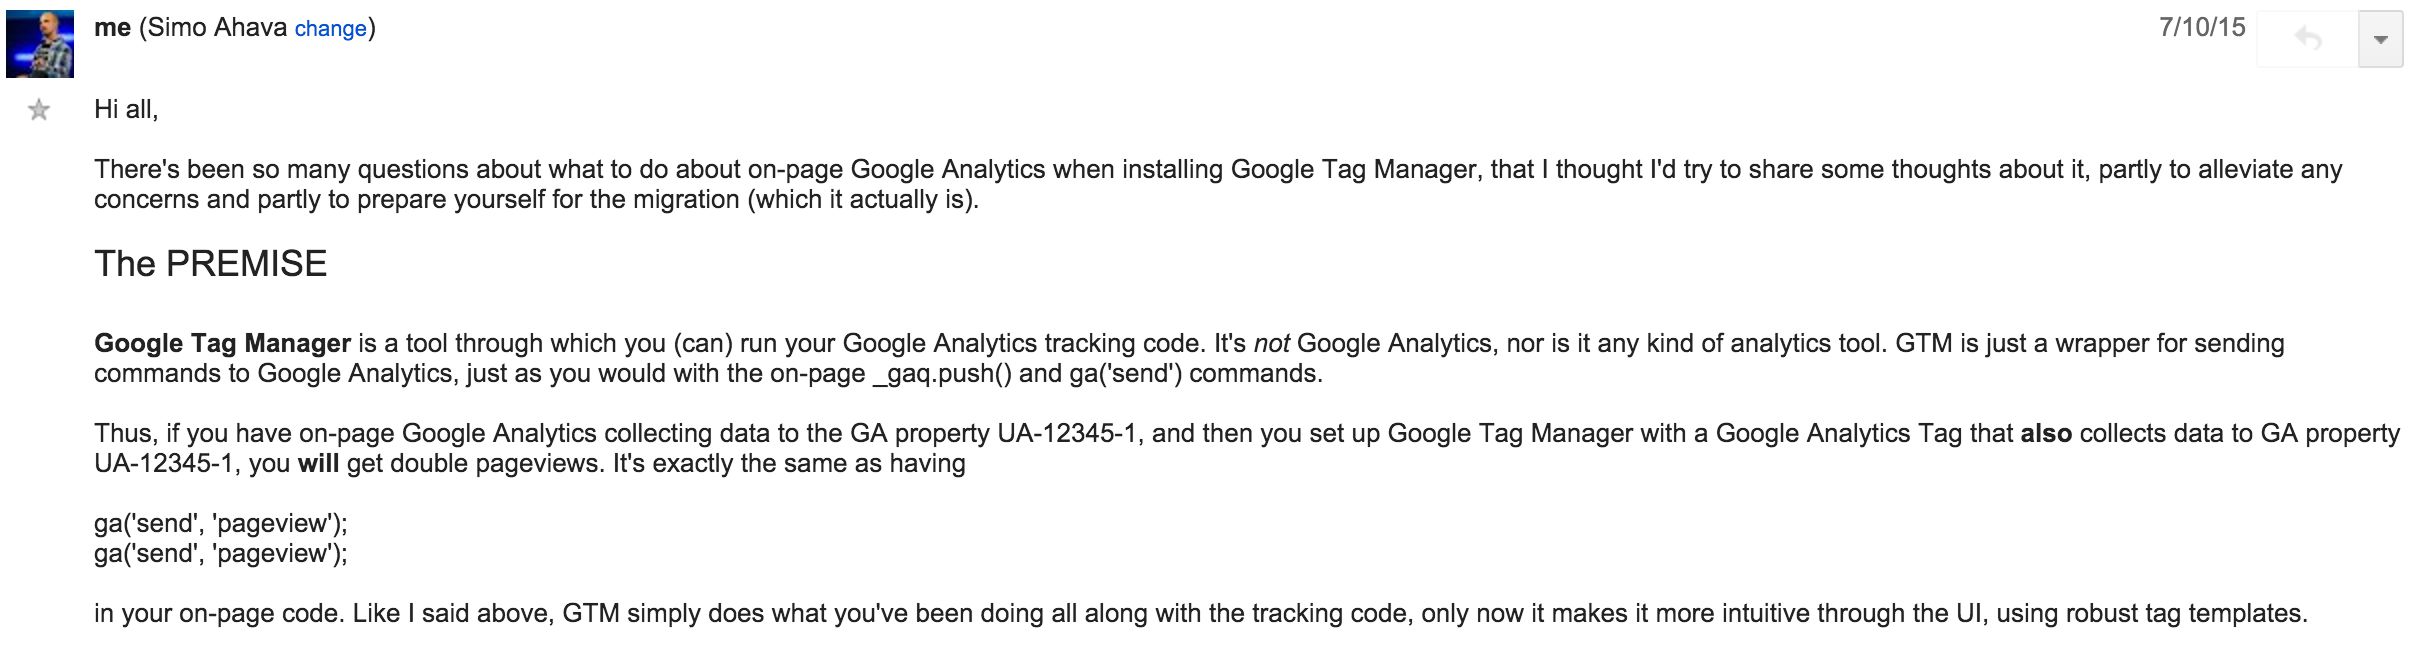 me (Simo Ahava change)
7/10/15
Hi all,
There's been so many questions about what to do about on-page Google Analytics when installing Google Tag Manager, that I thought I'd try to share some thoughts about it, partly to alleviate any
concerns and partly to prepare yourself for the migration (which it actually is).
The PREMISE
Google Tag Manager is a tool through which you (can) run your Google Analytics tracking code. It's not Google Analytics, nor is it any kind of analytics tool. GTM is just a wrapper for sending
commands to Google Analytics, just as you would with the on-page _gaq.push() and ga('send') commands.
Thus, if you have on-page Google Analytics collecting data to the GA property UA-12345-1, and then you set up Google Tag Manager with a Google Analytics Tag that also collects data to GA property
UA-12345-1, you will get double pageviews. It's exactly the same as having
ga('send', 'pageview');
ga('send', 'pageview');
in your on-page code. Like I said above, GTM simply does what you've been doing all along with the tracking code, only now it makes it more intuitive through the UI, using robust tag templates.